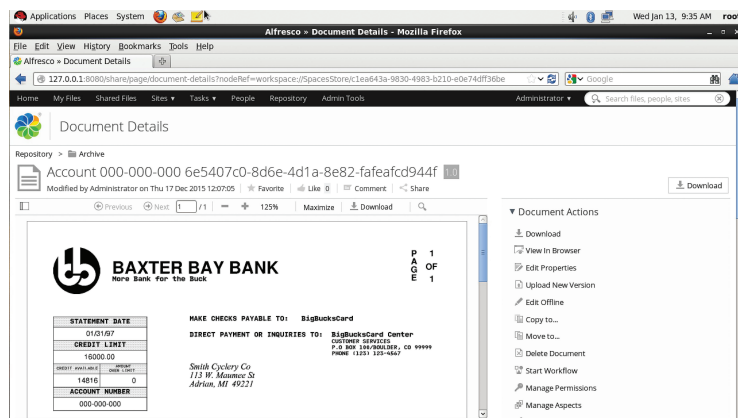 Applications Places System Wed Jan 13, 9:35 AM root
Alfresco » Document Details - Mozilla Firefox
File Edit View History Bookmarks Tools Help
Alfresco » Document Details
127.0.0.1:8080/share/page/document-details?nodeRef=workspace://SpacesStore/c1ea643a-9830-4983-b210-e0e74dff36be Google
Home My Files Shared Files Sites Tasks People Repository Admin Tools Administrator Search files, people, sites
Document Details
Repository > Archive
Account 000-000-000 6e5407c0-8d6e-4d1a-8e82-fafeafcd944f 1.0
Modified by Administrator on Thu 17 Dec 2015 12:07:05 Favorite Like 0 Comment Share
Download
Previous Next 1 / 1 125% Maximize Download
BAXTER BAY BANK
More Bank for the Buck
PAGE 1 OF 1
STATEMENT DATE
01/31/97
CREDIT LIMIT
16000.00
CREDIT AVAILABLE AMOUNT OVER LIMIT
14816 0
ACCOUNT NUMBER
000-000-000
MAKE CHECKS PAYABLE TO: BigBucksCard
DIRECT PAYMENT OR INQUIRIES TO: BigBucksCard Center
CUSTOMER SERVICES
P.O BOX 108/BOULDER, CO 99999
PHONE (123) 123-4567
Smith Cyclery Co
113 W. Maumee St
Adrian, MI 49221
Document Actions
Download
View In Browser
Edit Properties
Upload New Version
Edit Offline
Copy to...
Move to...
Delete Document
Start Workflow
Manage Permissions
Manage Aspects